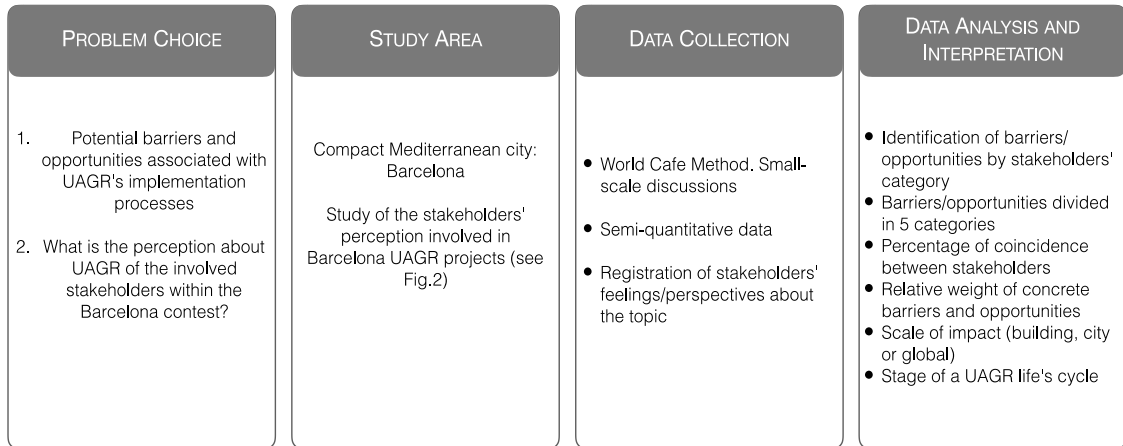 PROBLEM CHOICE
1. Potential barriers and
opportunities associated with
UAGR's implementation
processes
2. What is the perception about
UAGR of the involved
stakeholders within the
Barcelona contest?
STUDY AREA
Compact Mediterranean city:
Barcelona
Study of the stakeholders'
perception involved in
Barcelona UAGR projects (see
Fig.2)
DATA COLLECTION
• World Cafe Method. Small-
scale discussions
• Semi-quantitative data
• Registration of stakeholders'
feelings/perspectives about
the topic
DATA ANALYSIS AND
INTERPRETATION
• Identification of barriers/
opportunities by stakeholders'
category
• Barriers/opportunities divided
in 5 categories
• Percentage of coincidence
between stakeholders
• Relative weight of concrete
barriers and opportunities
• Scale of impact (building, city
or global)
• Stage of a UAGR life's cycle